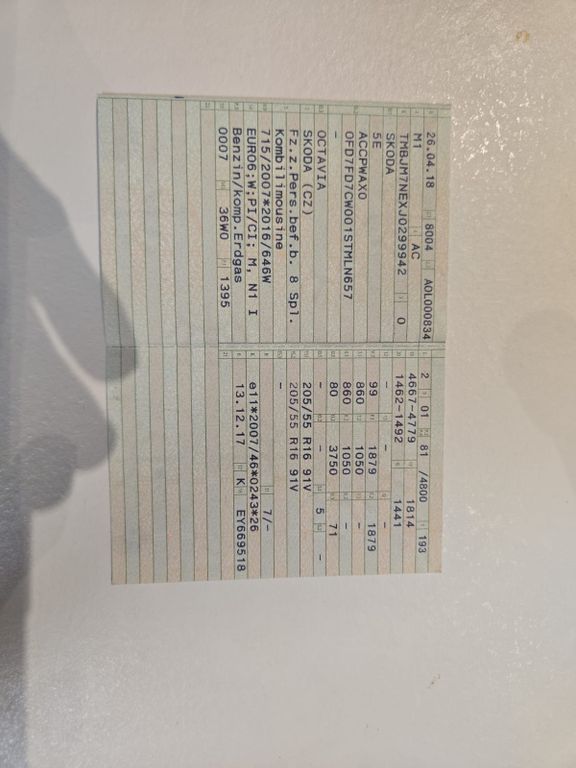 26.04.18 8004 AOL000834
M1 AC
TMBJM7NEXJ0299942 0
SKODA
5E
ACCPWAX0
OFD7FD7CW001STMLN657
-
OCTAVIA
SKODA (CZ)
Fz.z.Pers.bef.b. 8 Spl.
Kombilimousine
715/2007*2016/646W
EURO6;W;PI/CI; M, N1 I
Benzin/komp.Erdgas
0007 36W0 1395
2 01 81 /4800 193
4667-4779 1814
1462-1492 1441
- - -
99 1879 1879
860 1050 -
860 1050 -
80 3750 71
- - 5 -
205/55 R16 91V
205/55 R16 91V
-
7/-
e11*2007/46*0243*26
13.12.17 K EY669518